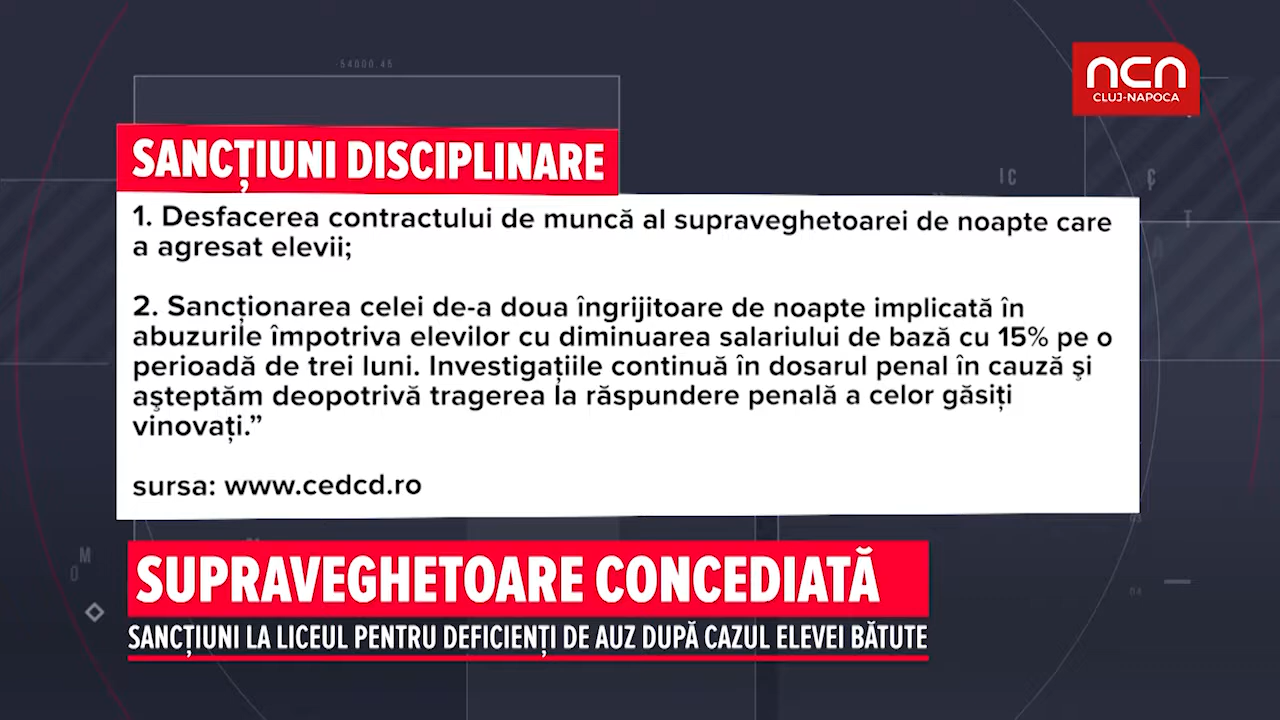 54000.45
ncn
CLUJ-NAPOCA
SANCȚIUNI DISCIPLINARE
1. Desfacerea contractului de muncă al supraveghetoarei de noapte care
a agresat elevii;
2. Sancționarea celei de-a doua îngrijitoare de noapte implicată în
abuzurile împotriva elevilor cu diminuarea salariului de bază cu 15% pe o
perioadă de trei luni. Investigațiile continuă în dosarul penal în cauză și
așteptăm deopotrivă tragerea la răspundere penală a celor găsiți
vinovați.”
sursa: www.cedcd.ro
SUPRAVEGHETOARE CONCEDIATĂ
SANCȚIUNI LA LICEUL PENTRU DEFICIENȚI DE AUZ DUPĂ CAZUL ELEVEI BĂTUTE